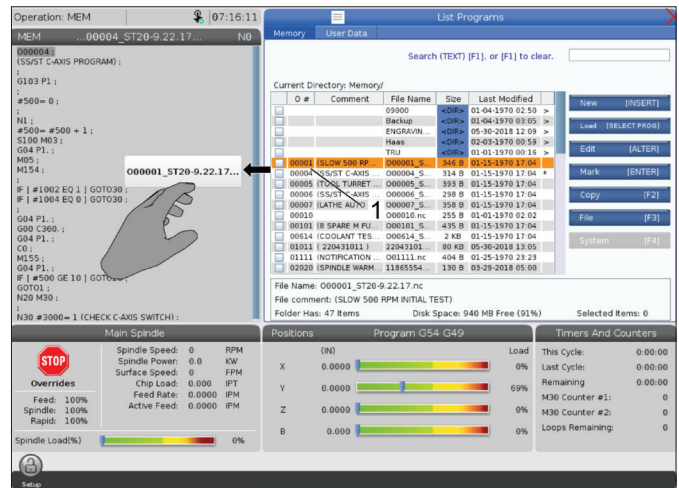 Operation: MEM 07:16:11
MEM ...00004_ST20-9.22.17... N0
O00004 ;
(SS/ST C-AXIS PROGRAM) ;
;
G103 P1 ;
;
#500= 0 ;
;
N1 ;
#500= #500 + 1 ;
S100 M03 ;
G04 P1. ;
M05 ;
M154 ;
;
IF [ #1002 EQ 1 ] GOTO30 ;
IF [ #1004 EQ 0 ] GOTO30 ;
;
G04 P1. ;
G00 C360. ;
G04 P1. ;
C0 ;
M155 ;
G04 P1. ;
IF [ #500 GE 10 ]
GOTO1 ;
N20 M30 ;
;
N30 #3000= 1 (CHECK C-AXIS SWITCH) ;
O00001_ST20-9.22.17...
1
List Programs
Memory User Data
Search (TEXT) [F1], or [F1] to clear.
Current Directory: Memory/
O # Comment File Name Size Last Modified
09000 <DIR> 01-04-1970 02:50 >
Backup <DIR> 01-04-1970 03:05 >
ENGRAVIN... <DIR> 05-30-2018 12:09 >
Haas <DIR> 02-03-1970 00:59 >
TRU <DIR> 01-01-1970 00:16 >
00001 (SLOW 500 RP... O00001_S... 346 B 01-15-1970 17:04
00004 (SS/ST C-AXIS ... O00004_S... 314 B 01-15-1970 17:04 *
00005 (TOOL TURRET ... O00005_S... 393 B 01-15-1970 17:04
00006 (SS/ST C-AXIS ... O00006_S... 298 B 01-15-1970 17:04
00007 (LATHE AUTO O00007_S... 358 B 01-15-1970 17:04
00010 O00010.nc 255 B 01-01-1970 02:02
00101 (8 SPARE M FU... O00101_S... 435 B 01-15-1970 17:04
00614 (COOLANT TES... O00614_S... 2 KB 01-15-1970 17:04
01011 ( 220431011 ) 22043101... 80 KB 05-30-2018 13:05
01111 (NOTIFICATION ... O01111.nc 404 B 01-25-1970 23:23
02020 (SPINDLE WARM... 11865554... 130 B 03-29-2018 05:00
New [INSERT]
Load [SELECT PROG]
Edit [ALTER]
Mark [ENTER]
Copy [F2]
File [F3]
System [F4]
File Name: O00001_ST20-9.22.17.nc
File comment: (SLOW 500 RPM INITIAL TEST)
Folder Has: 47 Items Disk Space: 940 MB Free (91%) Selected Items: 0
Main Spindle
STOP
Overrides
Feed: 100%
Spindle: 100%
Rapid: 100%
Spindle Speed: 0 RPM
Spindle Power: 0.0 KW
Surface Speed: 0 FPM
Chip Load: 0.000 IPT
Feed Rate: 0.0000 IPM
Active Feed: 0.0000 IPM
Spindle Load(%) 0%
Positions Program G54 G49
(IN) Load
X 0.0000 0%
Y 0.0000 69%
Z 0.0000 0%
B 0.000 0%
Timers And Counters
This Cycle: 0:00:00
Last Cycle: 0:00:00
Remaining 0:00:00
M30 Counter #1: 0
M30 Counter #2: 0
Loops Remaining: 0
Setup